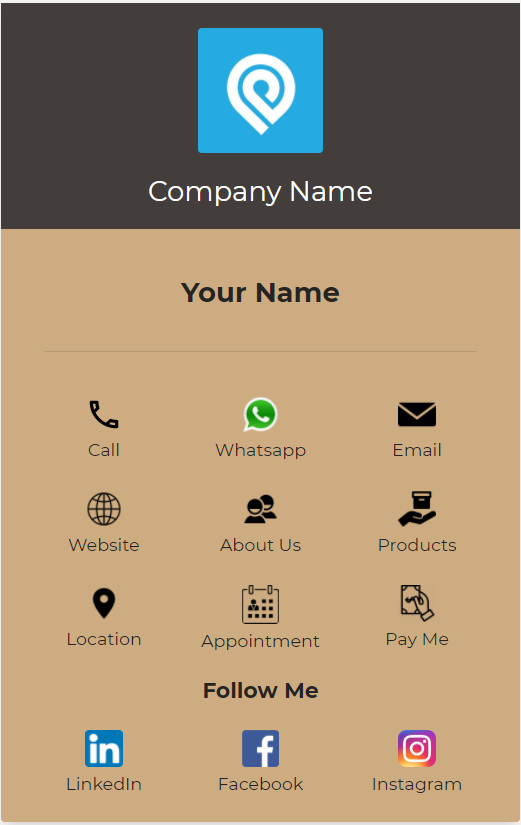 Company Name
Your Name
Call Whatsapp Email
Website About Us Products
Location Appointment Pay Me
Follow Me
LinkedIn Facebook Instagram